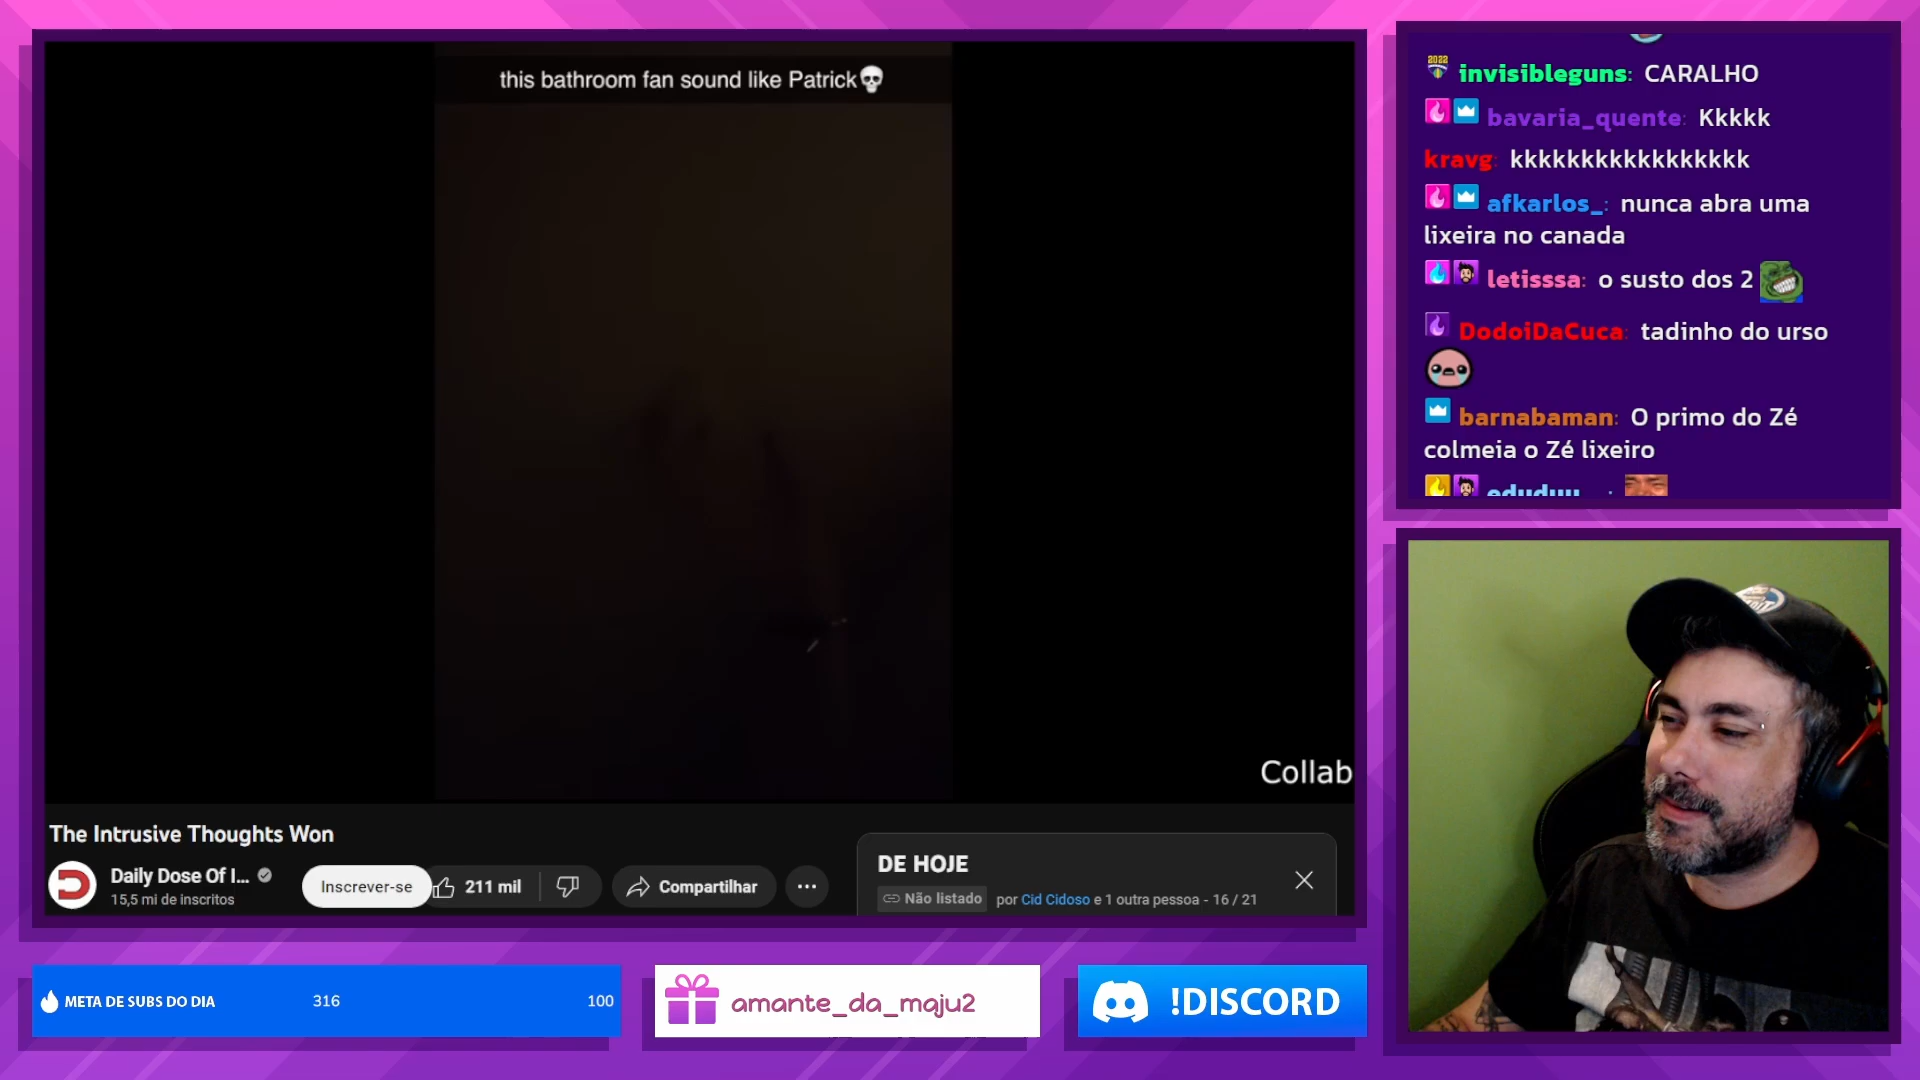 this bathroom fan sound like Patrick💀
Collab
The Intrusive Thoughts Won
Daily Dose Of I...
15,5 mi de inscritos
Inscrever-se
211 mil
Compartilhar
DE HOJE
Não listado
por Cid Cidoso e 1 outra pessoa - 16 / 21
META DE SUBS DO DIA
316
100
amante_da_maju2
!DISCORD
2022
invisibleguns: CARALHO
bavaria_quente: Kkkkk
kravg: kkkkkkkkkkkkkkkkk
afkarlos_: nunca abra uma
lixeira no canada
letisssa: o susto dos 2
DodoiDaCuca: tadinho do urso
barnabaman: O primo do Zé
colmeia o Zé lixeiro